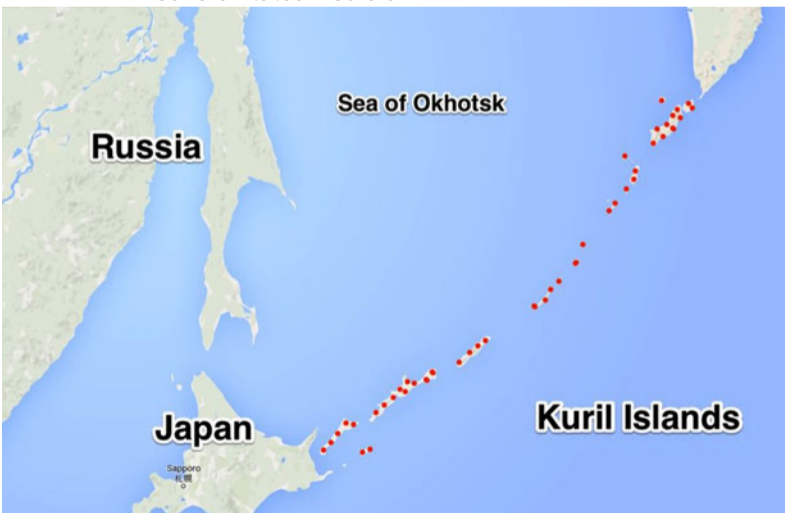 Sea of Okhotsk
Russia
Kuril Islands
Japan
Sapporo
札幌